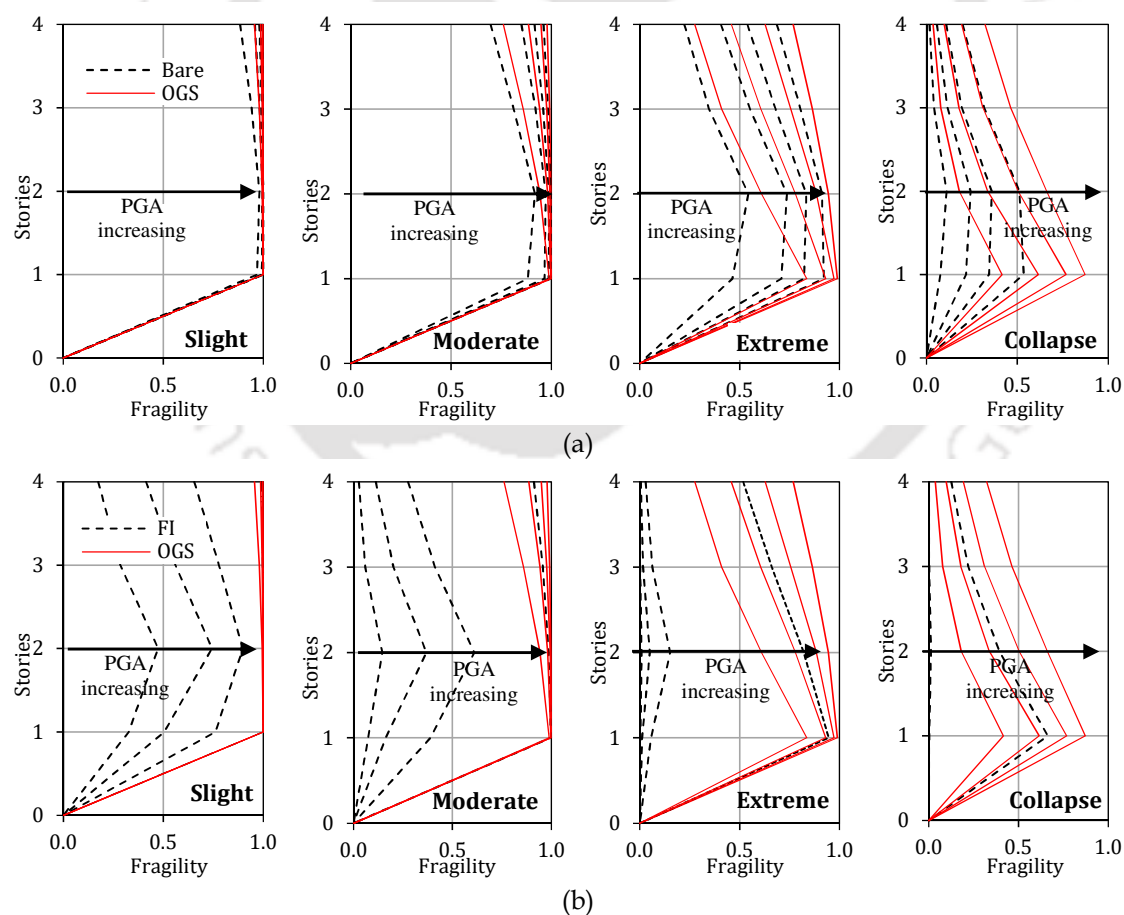 4
3
2
1
0
Stories
Bare
OGS
PGA
increasing
Slight
0.0 0.5 1.0
Fragility
4
3
2
1
0
Stories
PGA
increasing
Moderate
0.0 0.5 1.0
Fragility
4
3
2
1
0
Stories
PGA
increasing
Extreme
0.0 0.5 1.0
Fragility
4
3
2
1
0
Stories
PGA
increasing
Collapse
0.0 0.5 1.0
Fragility
(a)
4
3
2
1
0
Stories
FI
OGS
PGA
increasing
Slight
0.0 0.5 1.0
Fragility
4
3
2
1
0
Stories
PGA
increasing
Moderate
0.0 0.5 1.0
Fragility
4
3
2
1
0
Stories
PGA
increasing
Extreme
0.0 0.5 1.0
Fragility
4
3
2
1
0
Stories
PGA
increasing
Collapse
0.0 0.5 1.0
Fragility
(b)